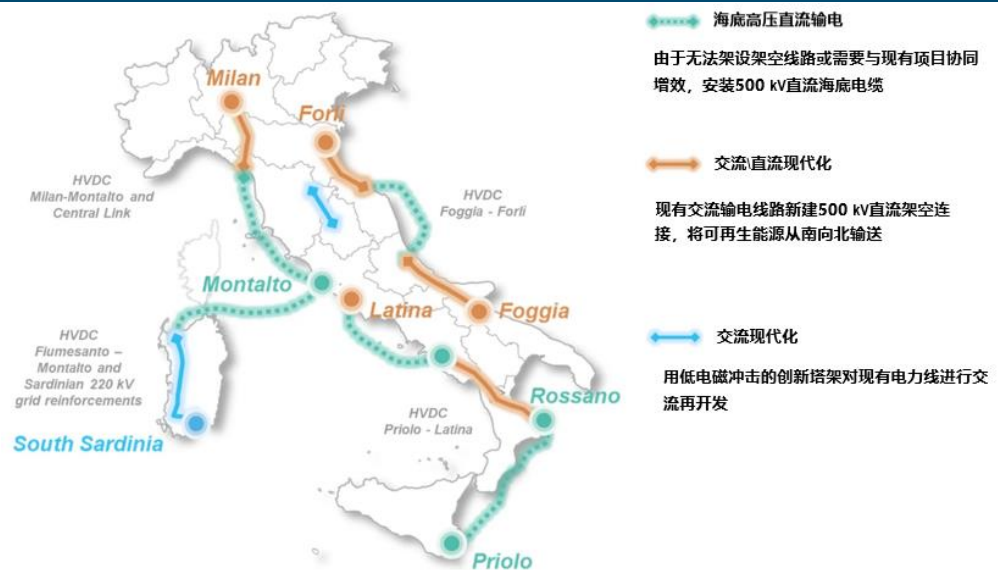 Milan
Forlì
HVDC
Milan-Montalto and
Central Link
HVDC
Foggia - Forlì
Montalto
Latina
Foggia
HVDC
Fiumesanto –
Montalto and
Sardinian 220 kV
grid reinforcements
Rossano
HVDC
Priolo - Latina
South Sardinia
Priolo
海底高压直流输电
由于无法架设架空线路或需要与现有项目协同
增效，安装500 kV直流海底电缆
交流\直流现代化
现有交流输电线路新建500 kV直流架空连
接，将可再生能源从南向北输送
交流现代化
用低电磁冲击的创新塔架对现有电力线进行交
流再开发